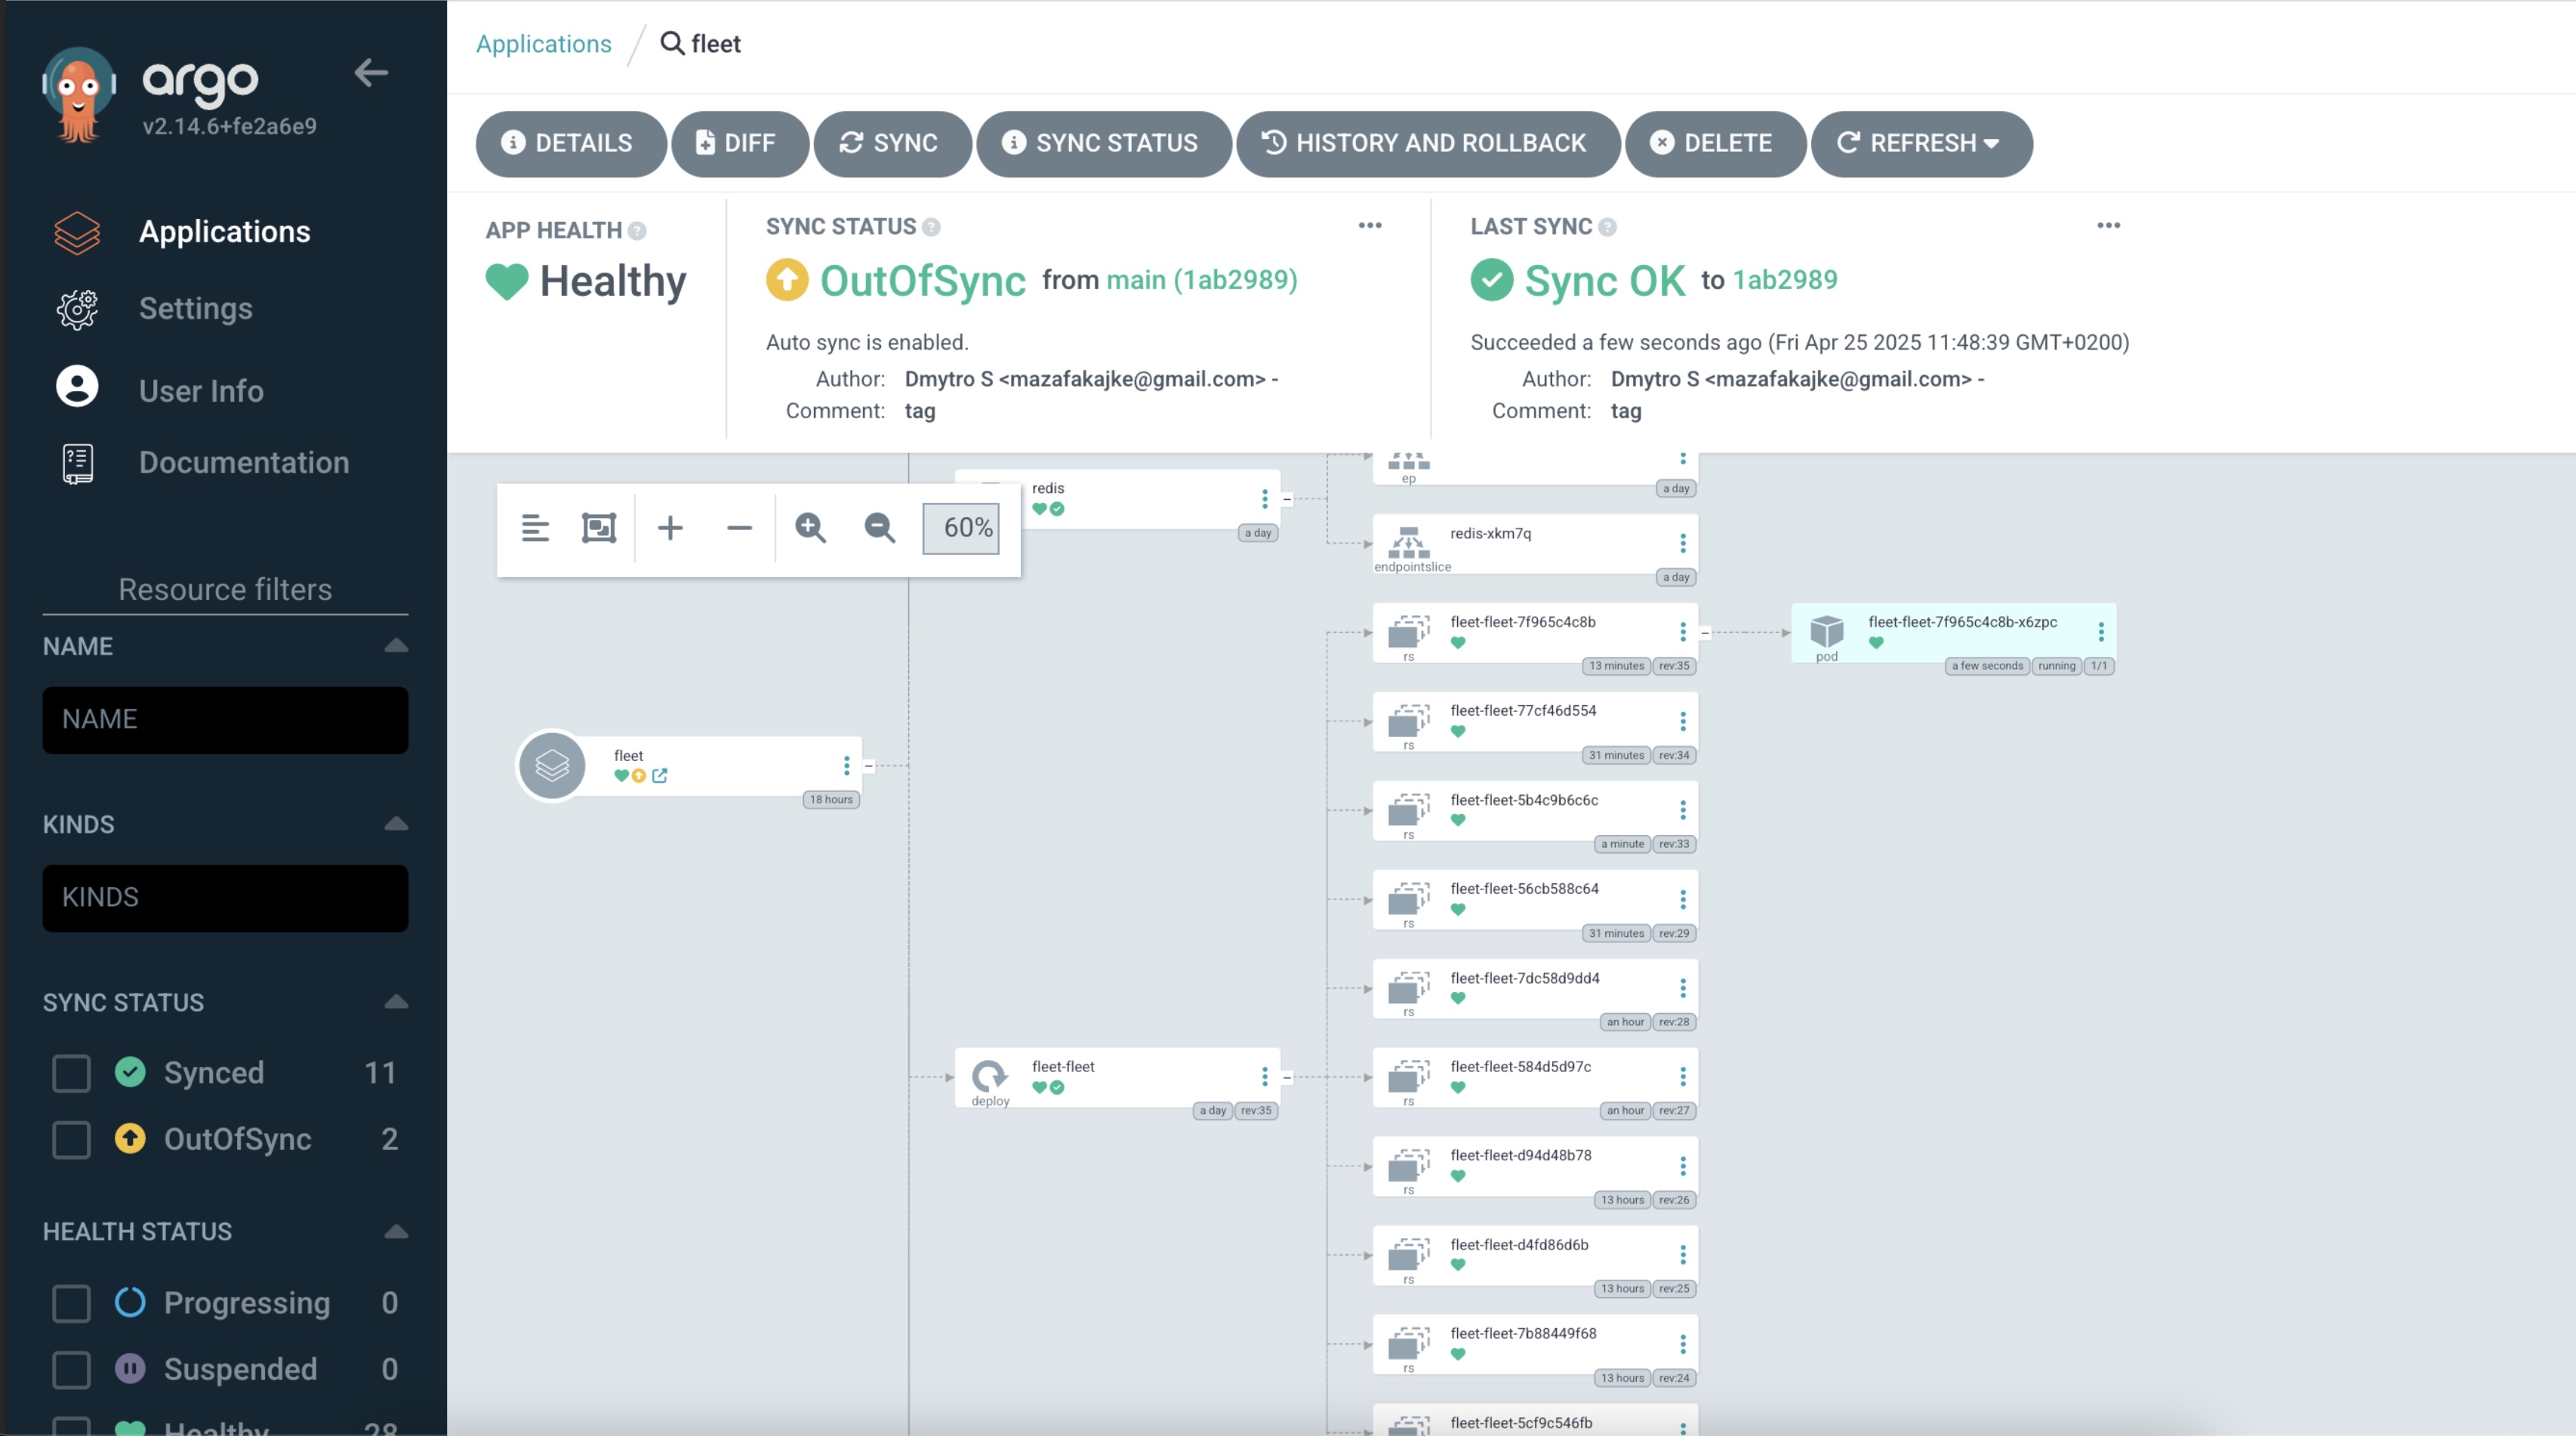 argo
v2.14.6+fe2a6e9
Applications
Settings
User Info
Documentation
Resource filters
NAME
NAME
KINDS
KINDS
SYNC STATUS
Synced 11
OutOfSync 2
HEALTH STATUS
Progressing 0
Suspended 0
Healthy 28
Applications / fleet
DETAILS DIFF SYNC SYNC STATUS HISTORY AND ROLLBACK DELETE REFRESH
APP HEALTH
Healthy
SYNC STATUS
OutOfSync from main (1ab2989)
Auto sync is enabled.
Author: Dmytro S <mazafakajke@gmail.com> -
Comment: tag
LAST SYNC
Sync OK to 1ab2989
Succeeded a few seconds ago (Fri Apr 25 2025 11:48:39 GMT+0200)
Author: Dmytro S <mazafakajke@gmail.com> -
Comment: tag
60%
fleet
18 hours
redis
a day
fleet-fleet
deploy
a day rev:35
ep
a day
redis-xkm7q
endpointslice
a day
fleet-fleet-7f965c4c8b
rs
13 minutes rev:35
fleet-fleet-77cf46d554
rs
31 minutes rev:34
fleet-fleet-5b4c9b6c6c
rs
a minute rev:33
fleet-fleet-56cb588c64
rs
31 minutes rev:29
fleet-fleet-7dc58d9dd4
rs
an hour rev:28
fleet-fleet-584d5d97c
rs
an hour rev:27
fleet-fleet-d94d48b78
rs
13 hours rev:26
fleet-fleet-d4fd86d6b
rs
13 hours rev:25
fleet-fleet-7b88449f68
rs
13 hours rev:24
fleet-fleet-5cf9c546fb
fleet-fleet-7f965c4c8b-x6zpc
pod
a few seconds running 1/1